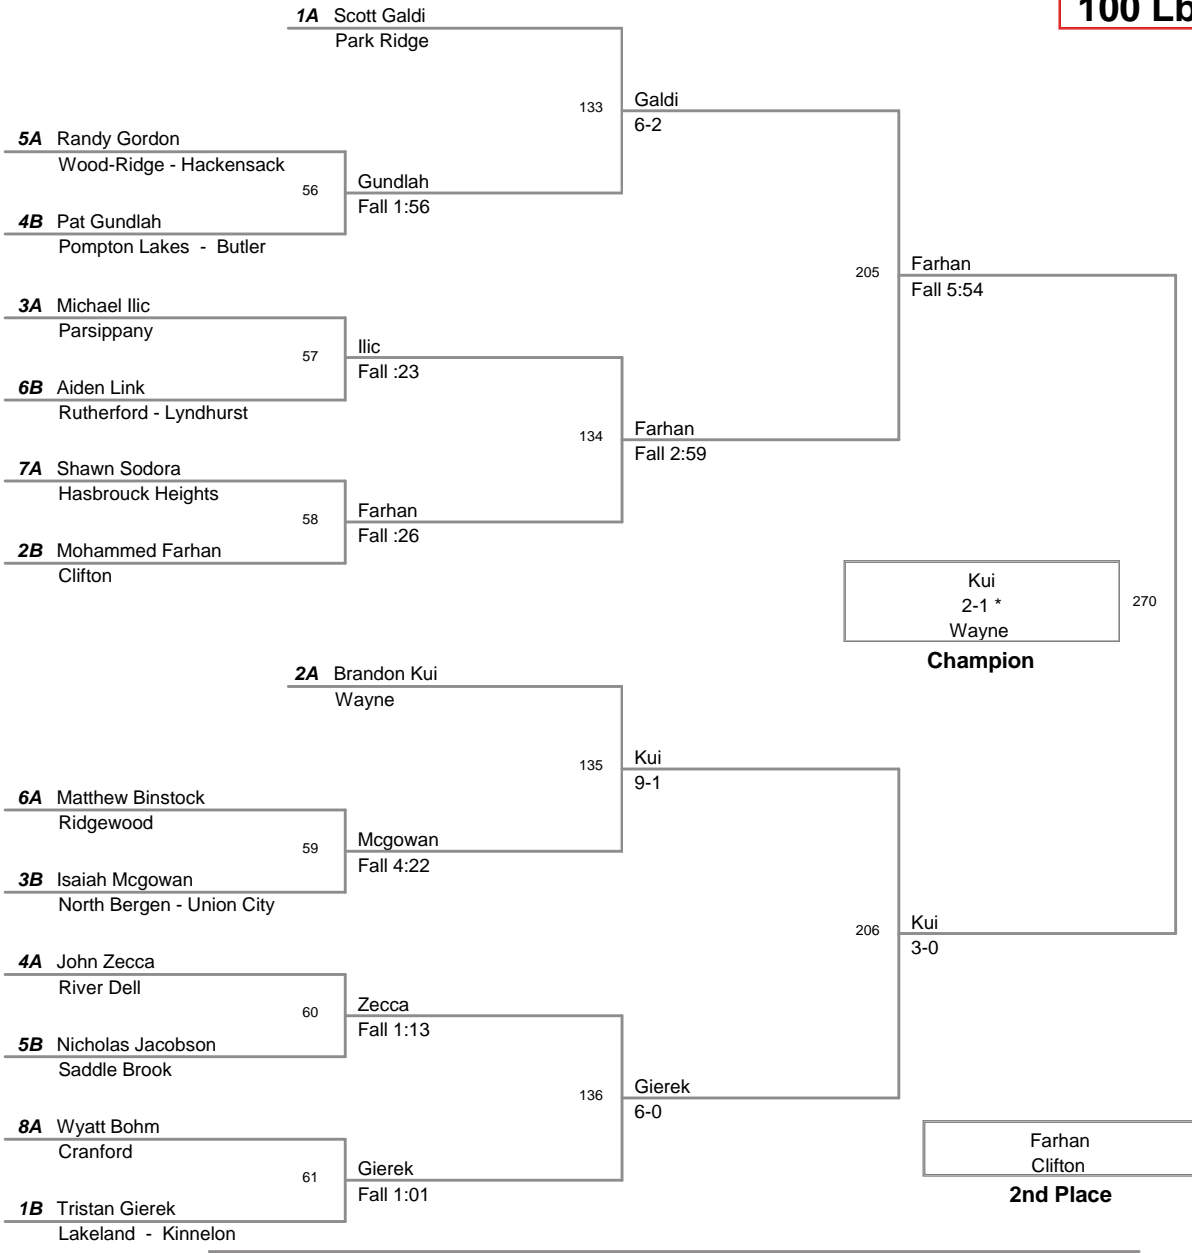 100 Lb
1A Scott Galdi
Park Ridge
133
Galdi
6-2
5A Randy Gordon
Wood-Ridge - Hackensack
56
Gundlah
Fall 1:56
4B Pat Gundlah
Pompton Lakes - Butler
205
Farhan
Fall 5:54
3A Michael Ilic
Parsippany
57
Ilic
Fall :23
6B Aiden Link
Rutherford - Lyndhurst
134
Farhan
Fall 2:59
7A Shawn Sodora
Hasbrouck Heights
58
Farhan
Fall :26
2B Mohammed Farhan
Clifton
Kui
2-1 *
Wayne
270
Champion
2A Brandon Kui
Wayne
135
Kui
9-1
6A Matthew Binstock
Ridgewood
59
Mcgowan
Fall 4:22
3B Isaiah Mcgowan
North Bergen - Union City
206
Kui
3-0
4A John Zecca
River Dell
60
Zecca
Fall 1:13
5B Nicholas Jacobson
Saddle Brook
136
Gierek
6-0
8A Wyatt Bohm
Cranford
61
Gierek
Fall 1:01
1B Tristan Gierek
Lakeland - Kinnelon
Farhan
Clifton
2nd Place